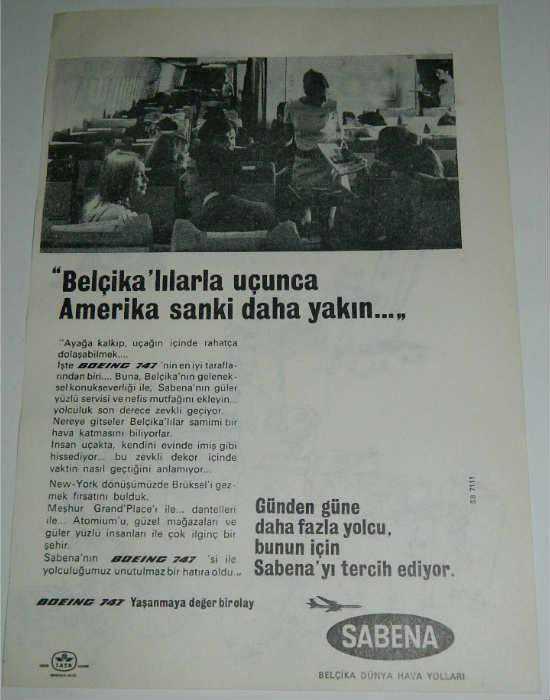 “Belçika'lılarla uçunca
Amerika sanki daha yakın...„
"Ayağa kalkıp, uçağın içinde rahatça
dolaşabilmek....
İşte BOEING 747 'nin en iyi tarafla-
rından biri.... Buna, Belçika'nın gelenek-
sel konukseverliği ile, Sabena'nın güler
yüzlü servisi ve nefis mutfağını ekleyin...
yolculuk son derece zevkli geçiyor.
Nereye gitseler Belçika'lılar samimi bir
hava katmasını biliyorlar.
İnsan uçakta, kendini evinde imiş gibi
hissediyor... bu zevkli dekor içinde
vaktin nasıl geçtiğini anlamıyor...
New-York dönüşümüzde Brüksel'i gez-
mek fırsatını bulduk.
Meşhur Grand'Place'ı ile... dantelleri
ile... Atomium'u, güzel mağazaları ve
güler yüzlü insanları ile çok ilginç bir
şehir.
Sabena'nın BOEING 747 'si ile
yolculuğumuz unutulmaz bir hatıra oldu...„
Günden güne
daha fazla yolcu,
bunun için
Sabena'yı tercih ediyor.
SB 7111
BOEING 747 Yaşanmaya değer bir olay
SABENA
BELÇİKA DÜNYA HAVA YOLLARI
IATA